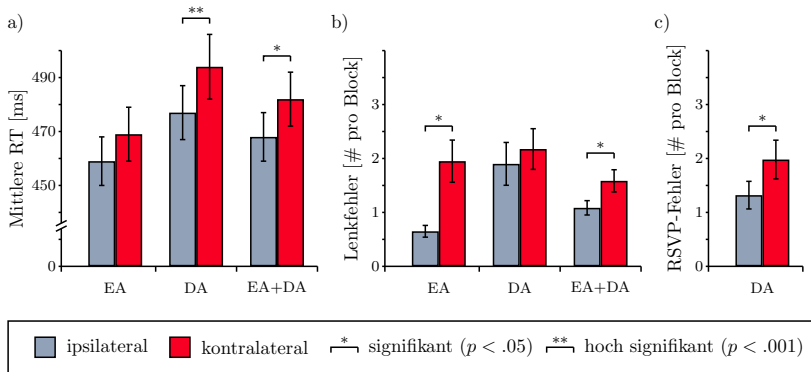 a)
Mittlere RT [ms]
490
470
450
0
**
*
EA
DA
EA+DA
b)
Lenkfehler [# pro Block]
3
2
1
0
*
*
EA
DA
EA+DA
c)
RSVP-Fehler [# pro Block]
3
2
1
0
*
DA
ipsilateral
kontralateral
* signifikant (p < .05)
** hoch signifikant (p < .001)